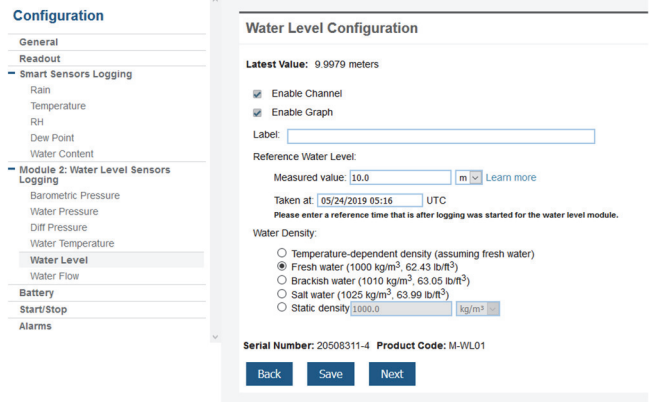 Configuration
General
Readout
Smart Sensors Logging
Rain
Temperature
RH
Dew Point
Water Content
Module 2: Water Level Sensors
Logging
Barometric Pressure
Water Pressure
Diff Pressure
Water Temperature
Water Level
Water Flow
Battery
Start/Stop
Alarms
Water Level Configuration
Latest Value: 9.9979 meters
Enable Channel
Enable Graph
Label:
Reference Water Level:
Measured value: 10.0 m Learn more
Taken at: 05/24/2019 05:16 UTC
Please enter a reference time that is after logging was started for the water level module.
Water Density:
Temperature-dependent density (assuming fresh water)
Fresh water (1000 kg/m³, 62.43 lb/ft³)
Brackish water (1010 kg/m³, 63.05 lb/ft³)
Salt water (1025 kg/m³, 63.99 lb/ft³)
Static density 1000.0 kg/m³
Serial Number: 20508311-4 Product Code: M-WL01
Back Save Next